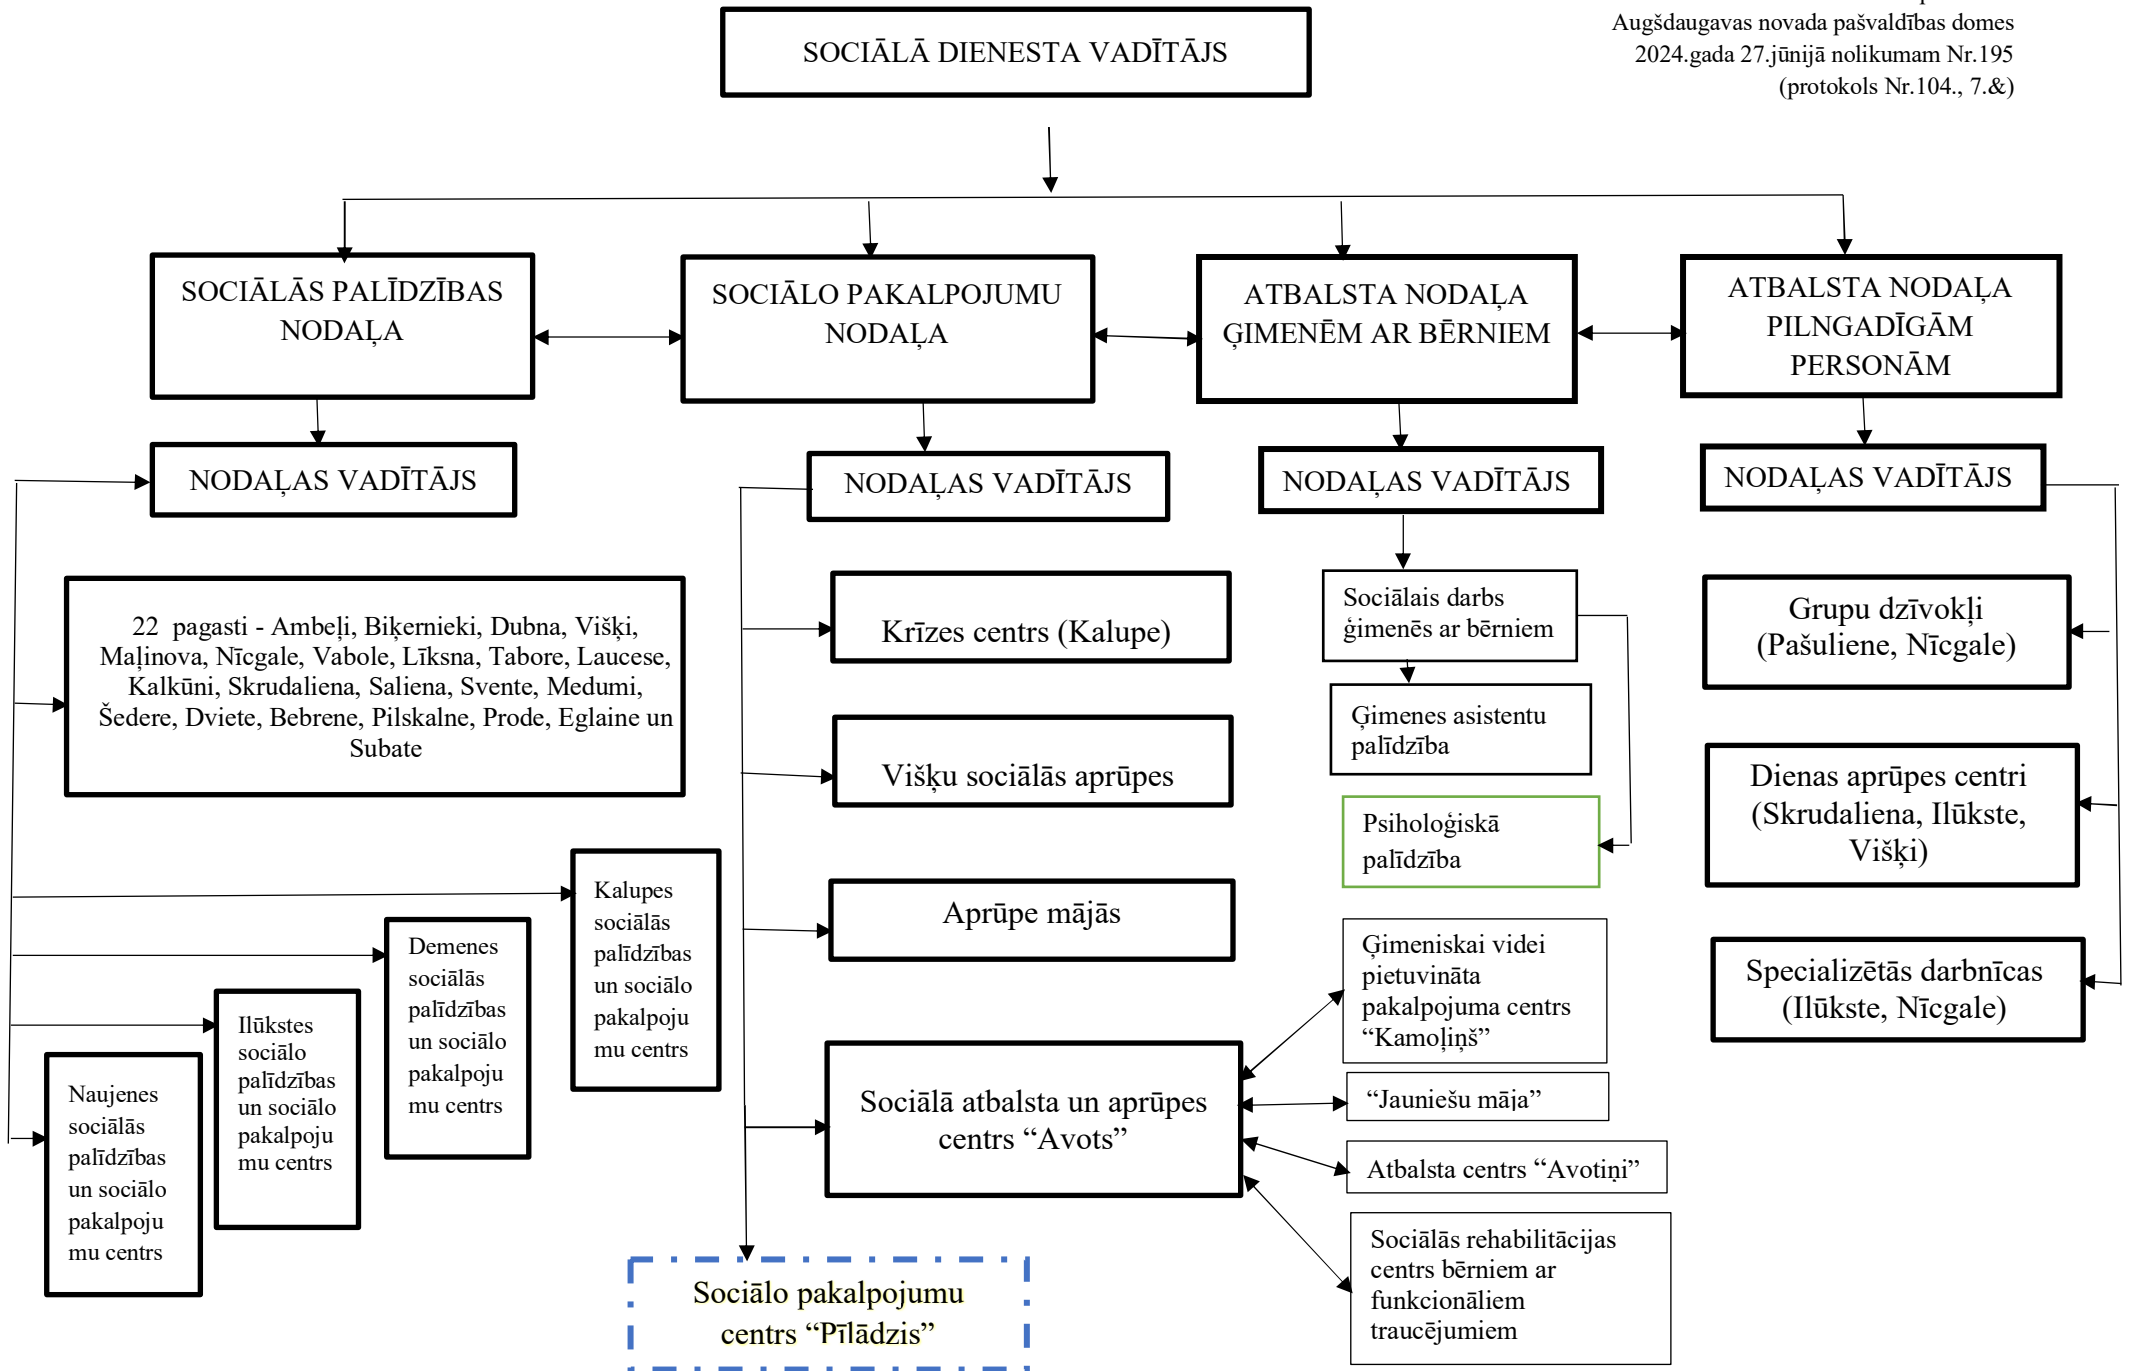 Augšdaugavas novada pašvaldības domes
2024.gada 27.jūnijā nolikumam Nr.195
(protokols Nr.104., 7.&)
SOCIĀLĀ DIENESTA VADĪTĀJS
SOCIĀLĀS PALĪDZĪBAS
NODAĻA
SOCIĀLO PAKALPOJUMU
NODAĻA
ATBALSTA NODAĻA
ĢIMENĒM AR BĒRNIEM
ATBALSTA NODAĻA
PILNGADĪGĀM
PERSONĀM
NODAĻAS VADĪTĀJS
NODAĻAS VADĪTĀJS
NODAĻAS VADĪTĀJS
NODAĻAS VADĪTĀJS
22 pagasti - Ambeļi, Biķernieki, Dubna, Višķi,
Maļinova, Nīcgale, Vabole, Līksna, Tabore, Laucese,
Kalkūni, Skrudaliena, Saliena, Svente, Medumi,
Šedere, Dviete, Bebrene, Pilskalne, Prode, Eglaine un
Subate
Kalupes
sociālās
palīdzības
un sociālo
pakalpoju
mu centrs
Demenes
sociālās
palīdzības
un sociālo
pakalpoju
mu centrs
Ilūkstes
sociālo
palīdzības
un sociālo
pakalpoju
mu centrs
Naujenes
sociālās
palīdzības
un sociālo
pakalpoju
mu centrs
Krīzes centrs (Kalupe)
Višķu sociālās aprūpes
Aprūpe mājās
Sociālā atbalsta un aprūpes
centrs “Avots”
Sociālo pakalpojumu
centrs “Pīlādzis”
Sociālais darbs
ģimenēs ar bērniem
Ģimenes asistentu
palīdzība
Psiholoģiskā
palīdzība
Ģimeniskai videi
pietuvināta
pakalpojuma centrs
“Kamoļiņš”
“Jauniešu māja”
Atbalsta centrs “Avotiņi”
Sociālās rehabilitācijas
centrs bērniem ar
funkcionāliem
traucējumiem
Grupu dzīvokļi
(Pašuliene, Nīcgale)
Dienas aprūpes centri
(Skrudaliena, Ilūkste,
Višķi)
Specializētās darbnīcas
(Ilūkste, Nīcgale)